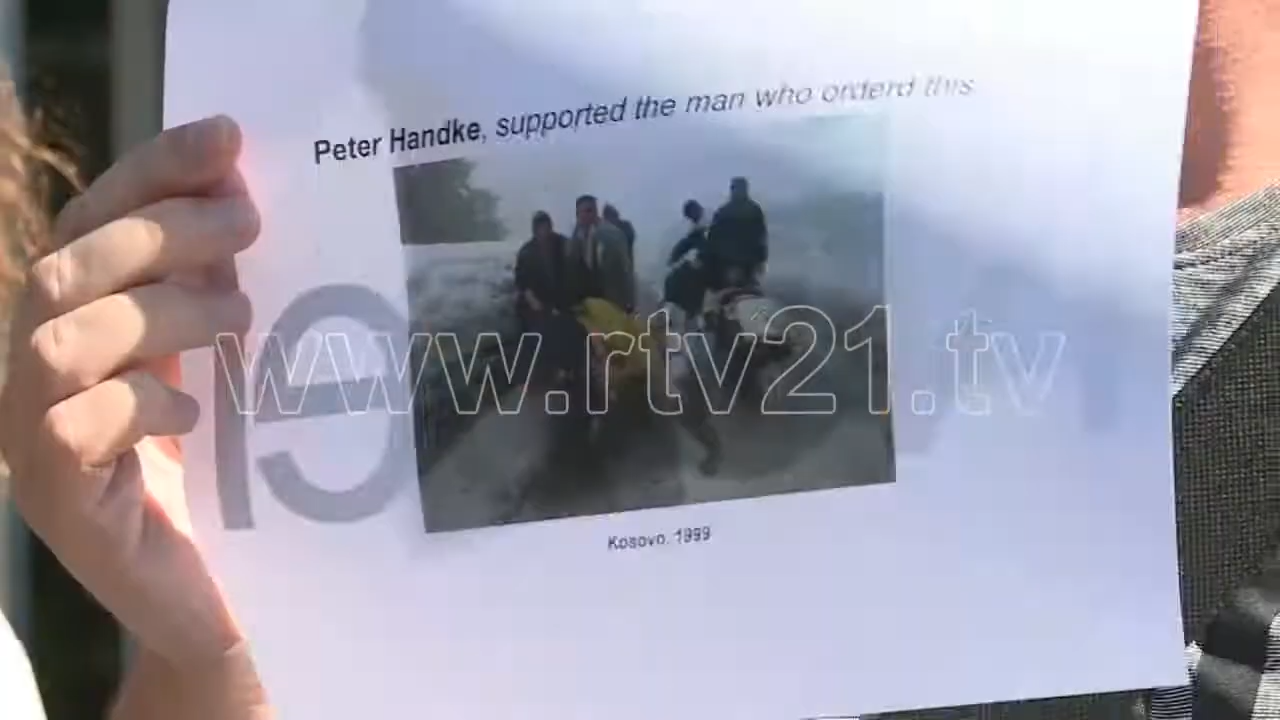 Peter Handke, supported the man who orderd this
www.rtv21.tv
Kosovo, 1999